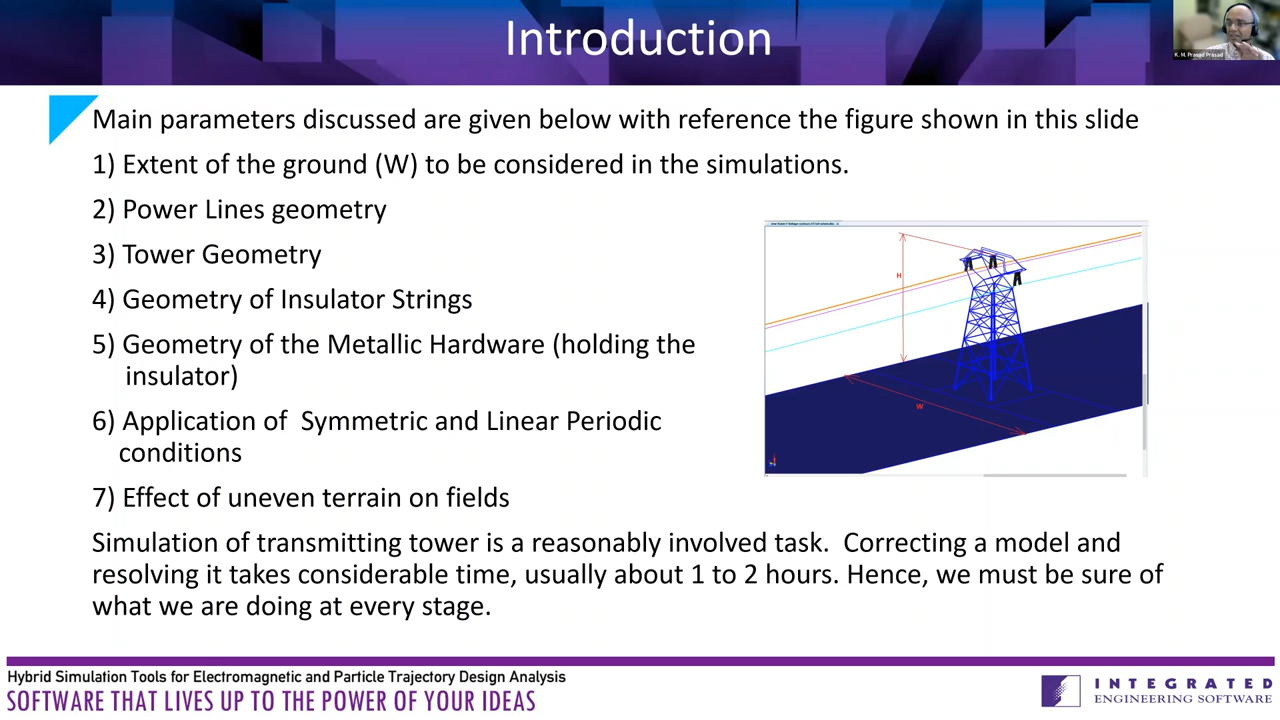 Introduction
K. M. Prasad Prasad
Main parameters discussed are given below with reference the figure shown in this slide
1) Extent of the ground (W) to be considered in the simulations.
2) Power Lines geometry
3) Tower Geometry
4) Geometry of Insulator Strings
5) Geometry of the Metallic Hardware (holding the
insulator)
6) Application of Symmetric and Linear Periodic
conditions
7) Effect of uneven terrain on fields
H
W
Simulation of transmitting tower is a reasonably involved task. Correcting a model and
resolving it takes considerable time, usually about 1 to 2 hours. Hence, we must be sure of
what we are doing at every stage.
Hybrid Simulation Tools for Electromagnetic and Particle Trajectory Design Analysis
SOFTWARE THAT LIVES UP TO THE POWER OF YOUR IDEAS
INTEGRATED
ENGINEERING SOFTWARE